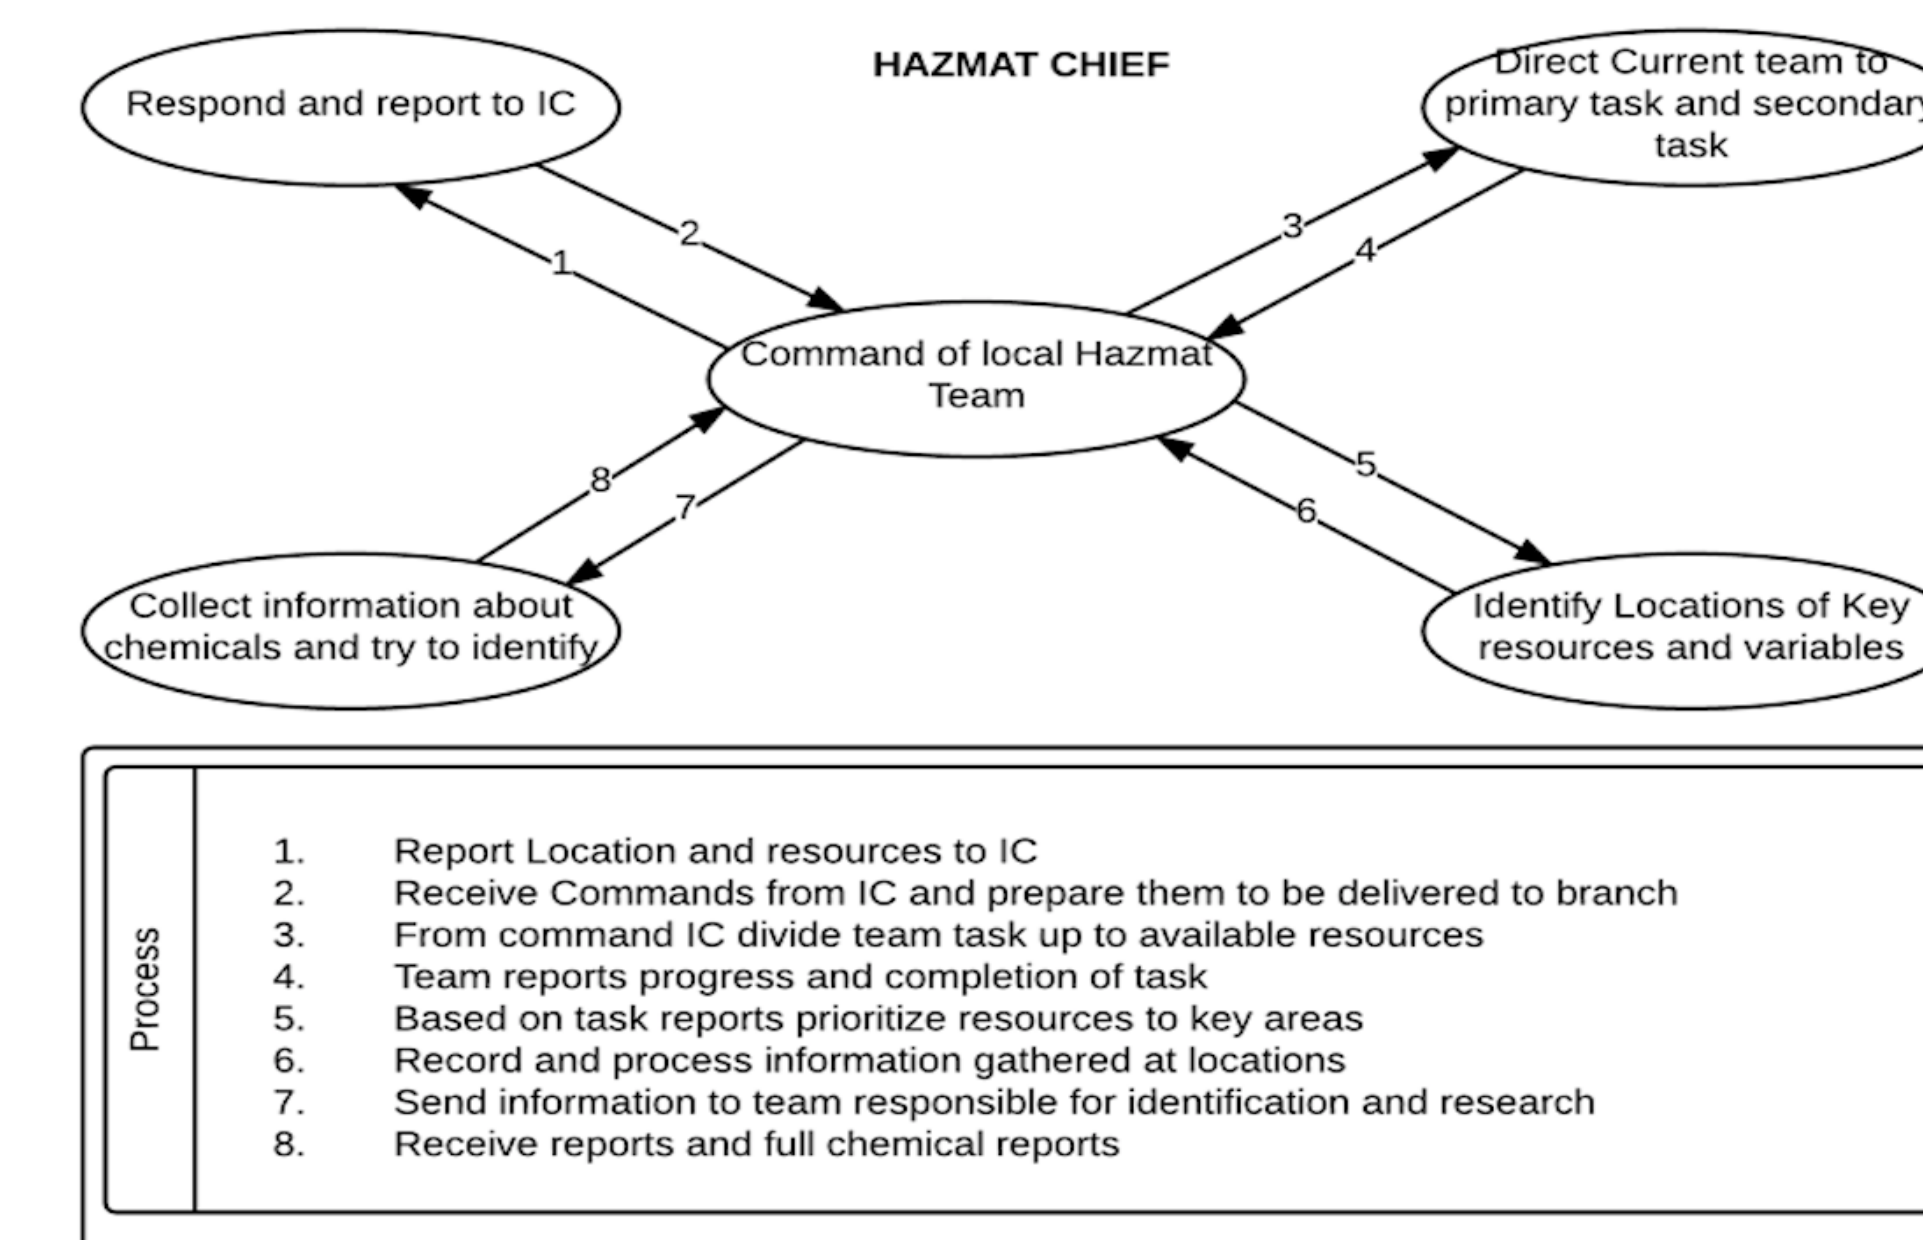 HAZMAT CHIEF
Respond and report to IC
Direct Current team to
primary task and secondary
task
2
1
3
4
Command of local Hazmat
Team
8
7
5
6
Collect information about
chemicals and try to identify
Identify Locations of Key
resources and variables
Process
1. Report Location and resources to IC
2. Receive Commands from IC and prepare them to be delivered to branch
3. From command IC divide team task up to available resources
4. Team reports progress and completion of task
5. Based on task reports prioritize resources to key areas
6. Record and process information gathered at locations
7. Send information to team responsible for identification and research
8. Receive reports and full chemical reports